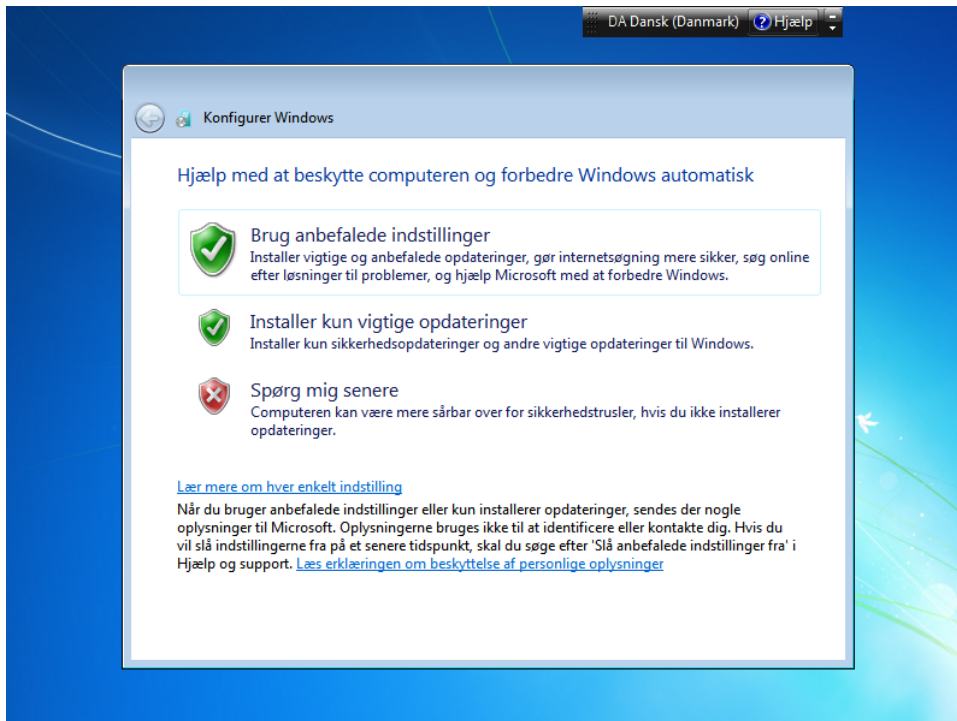 DA Dansk (Danmark) Hjælp
Konfigurer Windows
Hjælp med at beskytte computeren og forbedre Windows automatisk
Brug anbefalede indstillinger
Installer vigtige og anbefalede opdateringer, gør internetsøgning mere sikker, søg online
efter løsninger til problemer, og hjælp Microsoft med at forbedre Windows.
Installer kun vigtige opdateringer
Installer kun sikkerhedsopdateringer og andre vigtige opdateringer til Windows.
Spørg mig senere
Computeren kan være mere sårbar over for sikkerhedstrusler, hvis du ikke installerer
opdateringer.
Lær mere om hver enkelt indstilling
Når du bruger anbefalede indstillinger eller kun installerer opdateringer, sendes der nogle
oplysninger til Microsoft. Oplysningerne bruges ikke til at identificere eller kontakte dig. Hvis du
vil slå indstillingerne fra på et senere tidspunkt, skal du søge efter 'Slå anbefalede indstillinger fra' i
Hjælp og support. Læs erklæringen om beskyttelse af personlige oplysninger